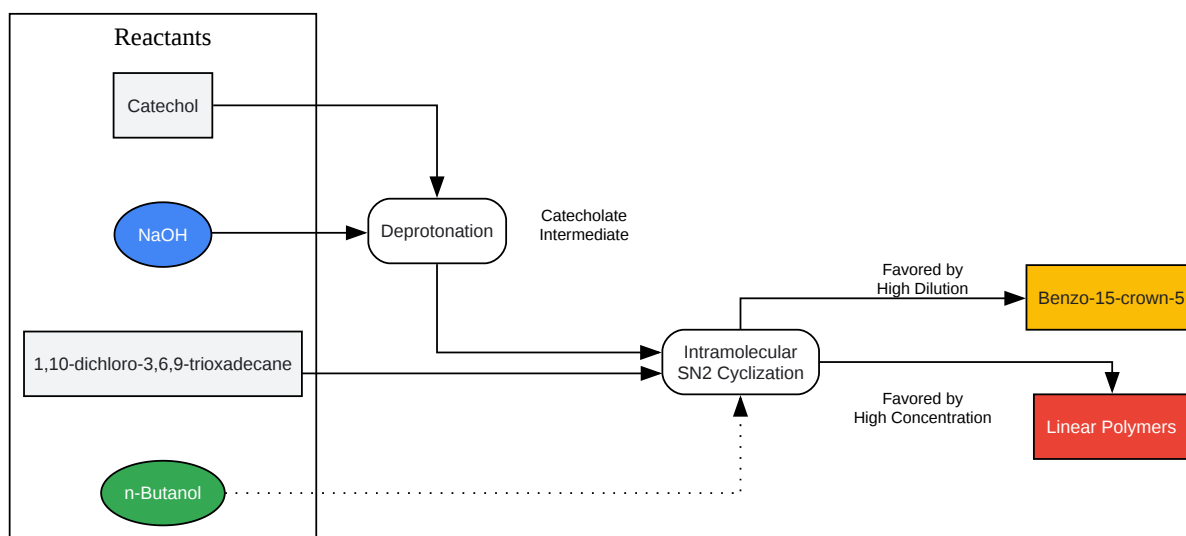 Reactants
Catechol
NaOH
Deprotonation
Catecholate
Intermediate
1,10-dichloro-3,6,9-trioxadecane
n-Butanol
Intramolecular
SN2 Cyclization
Favored by
High Dilution
Benzo-15-crown-5
Favored by
High Concentration
Linear Polymers